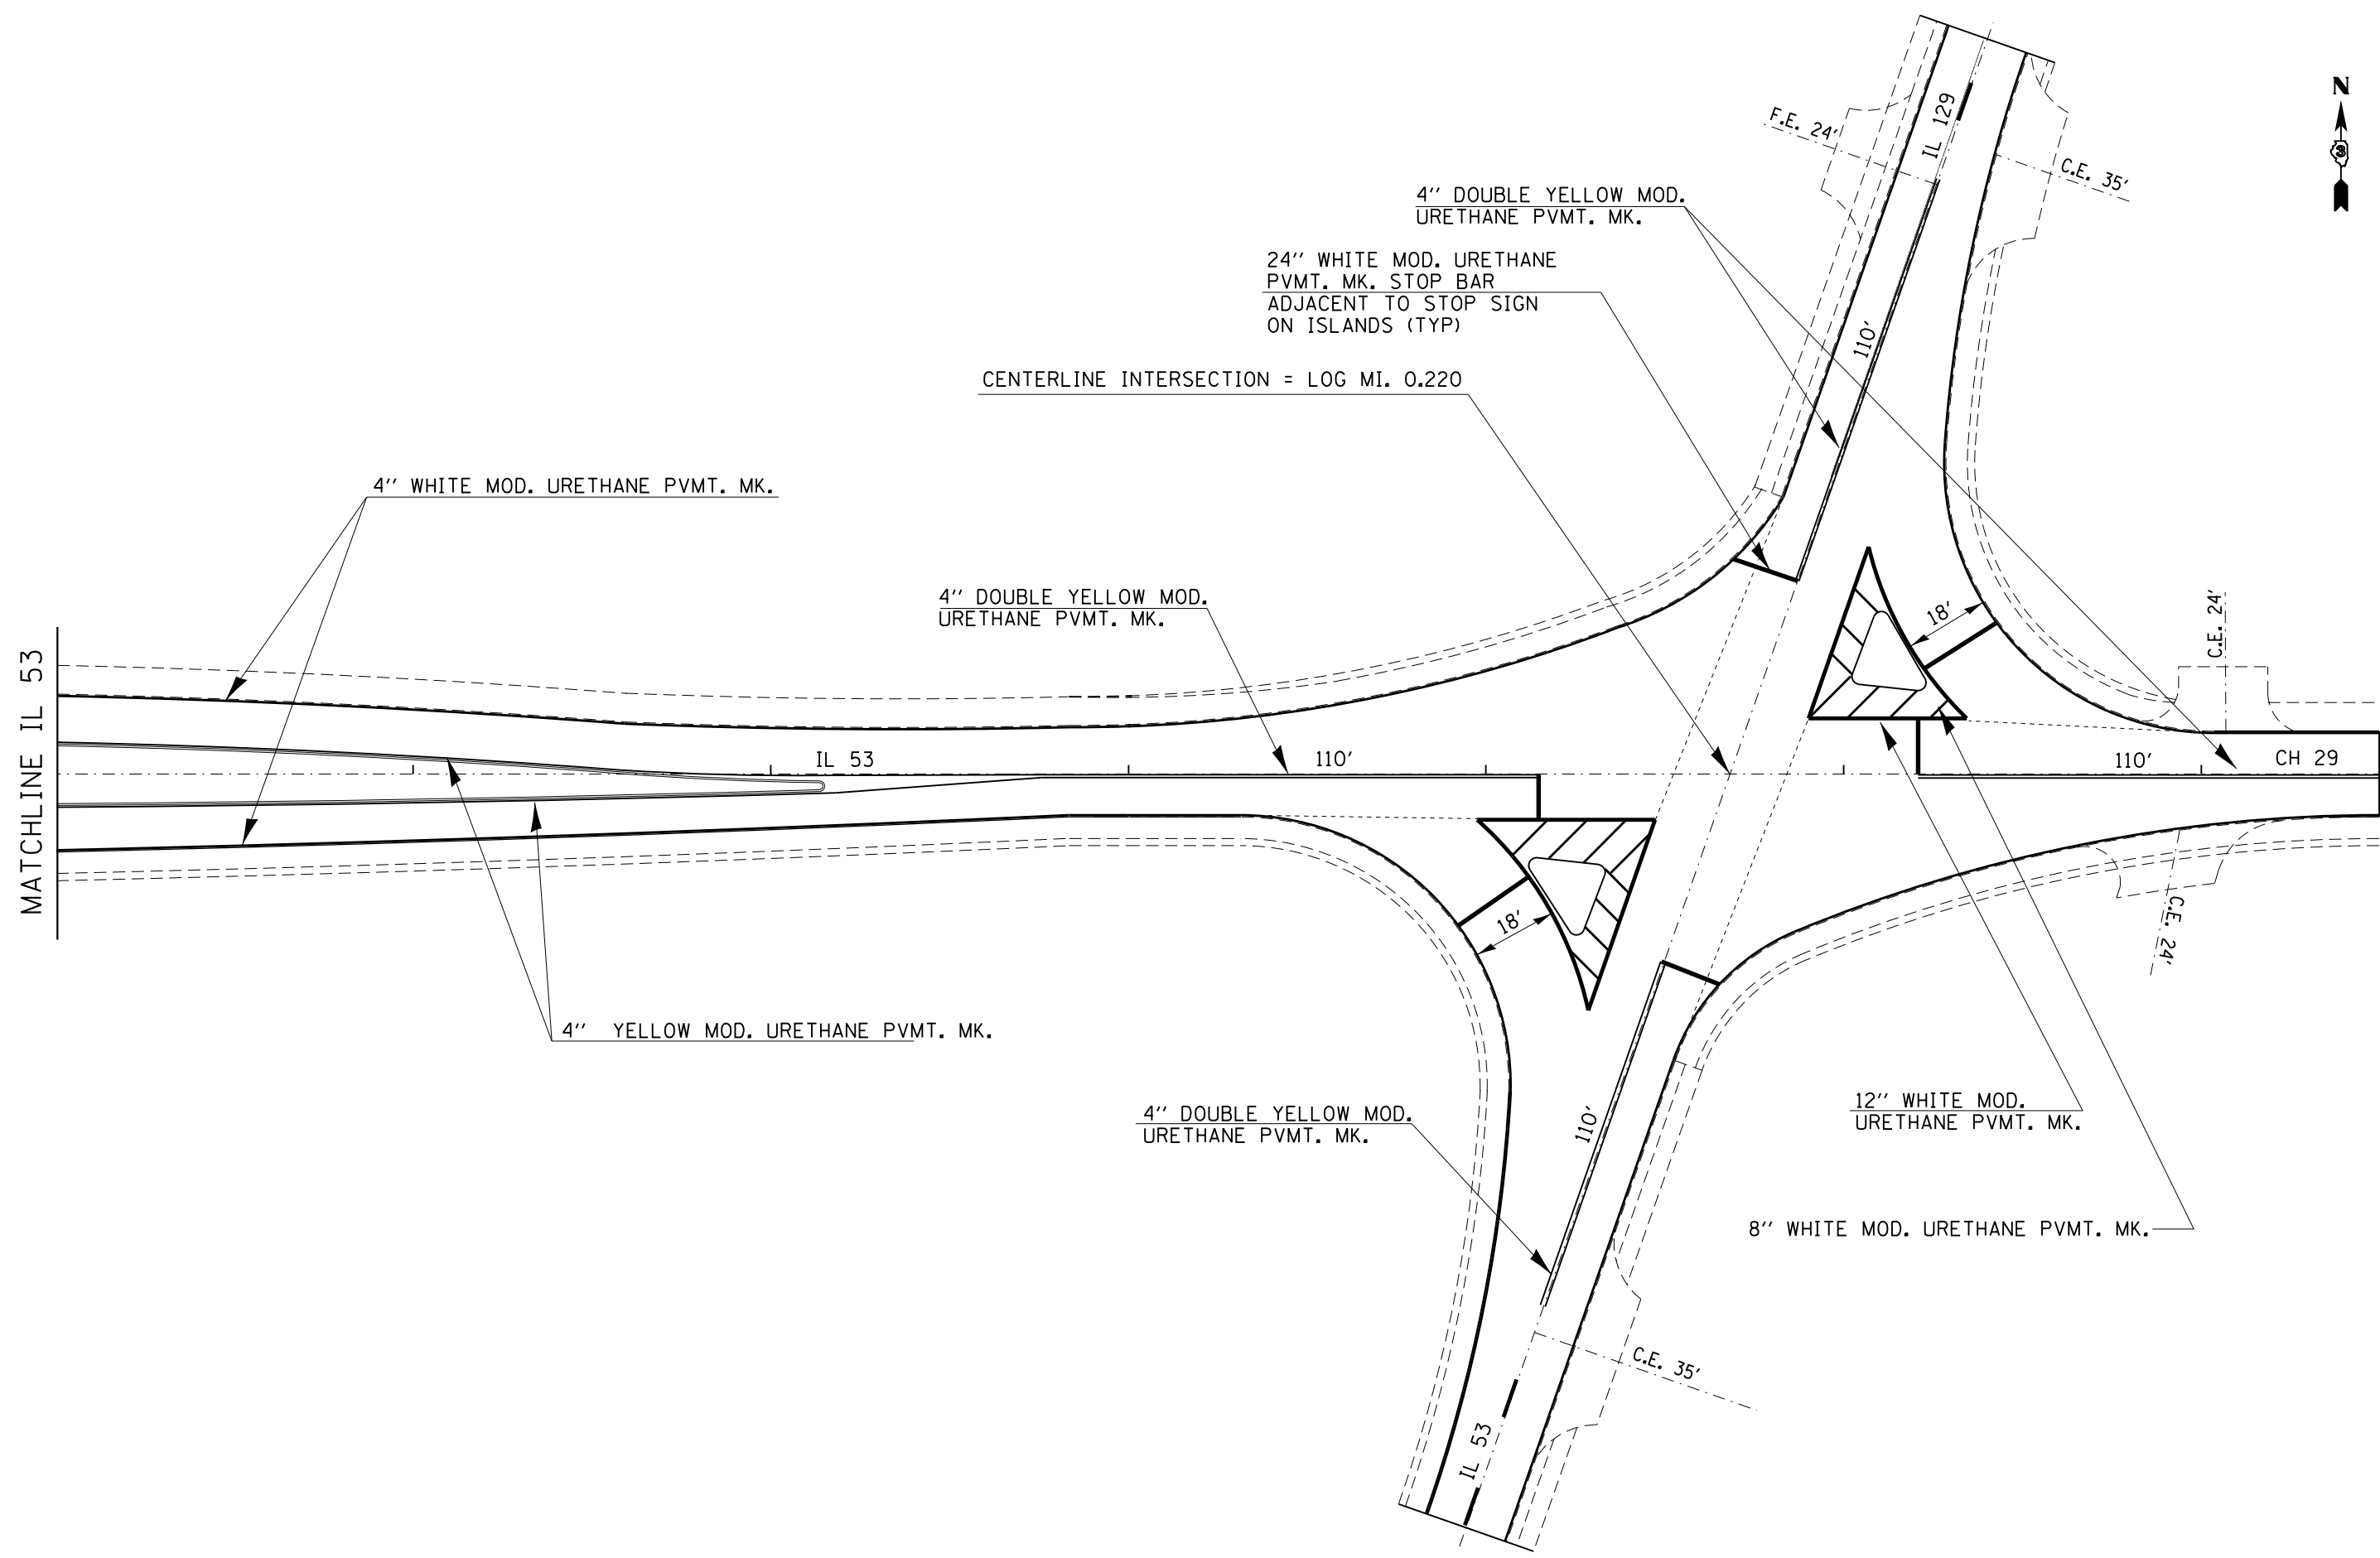 N
3
IL 129
F.E. 24'
C.E. 35'
4'' DOUBLE YELLOW MOD.
URETHANE PVMT. MK.
24'' WHITE MOD. URETHANE
PVMT. MK. STOP BAR
ADJACENT TO STOP SIGN
ON ISLANDS (TYP)
110'
CENTERLINE INTERSECTION = LOG MI. 0.220
4'' WHITE MOD. URETHANE PVMT. MK.
4'' DOUBLE YELLOW MOD.
URETHANE PVMT. MK.
18'
C.E. 24'
MATCHLINE IL 53
IL 53
110'
110'
CH 29
18'
C.E. 24'
4'' YELLOW MOD. URETHANE PVMT. MK.
4'' DOUBLE YELLOW MOD.
URETHANE PVMT. MK.
110'
12'' WHITE MOD.
URETHANE PVMT. MK.
8'' WHITE MOD. URETHANE PVMT. MK.
C.E. 35'
IL 53